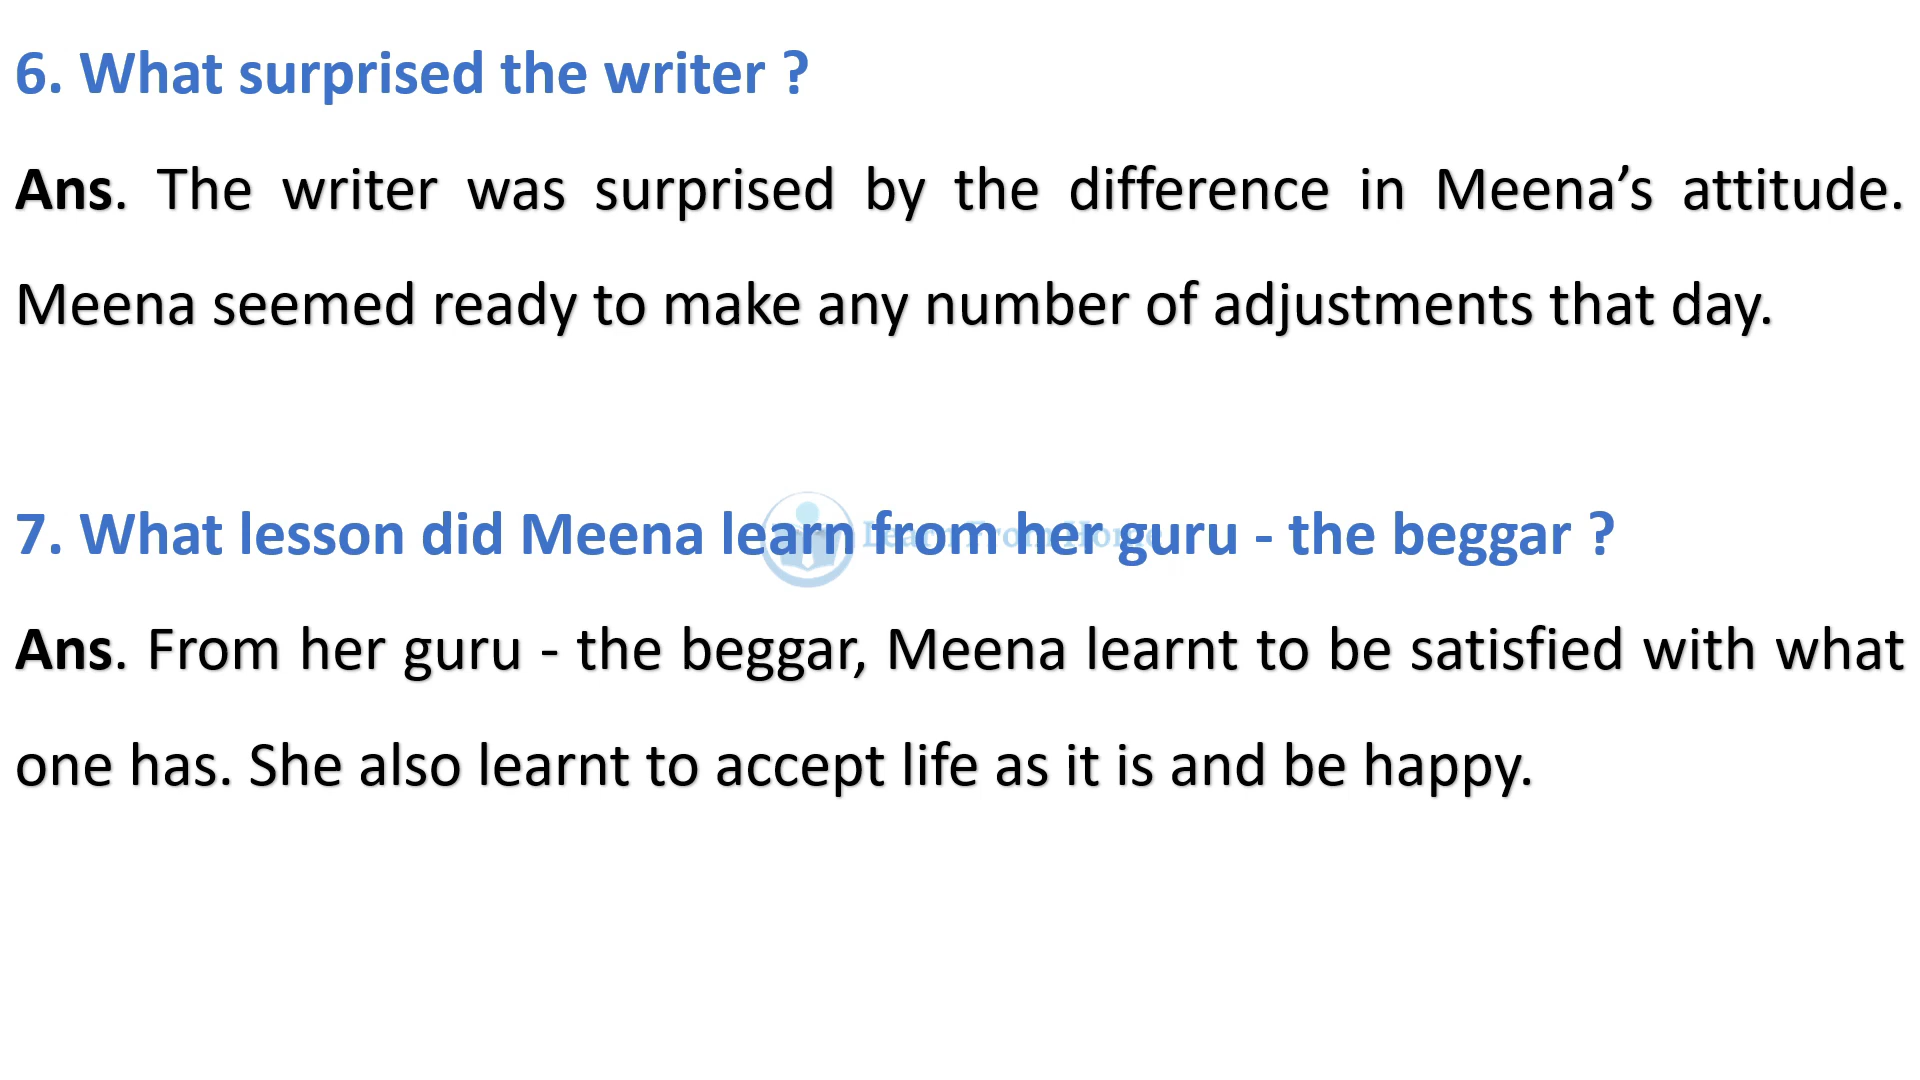 6. What surprised the writer ?
Ans. The writer was surprised by the difference in Meena’s attitude.
Meena seemed ready to make any number of adjustments that day.
7. What lesson did Meena learn from her guru - the beggar ?
Learn From Home
Ans. From her guru - the beggar, Meena learnt to be satisfied with what
one has. She also learnt to accept life as it is and be happy.